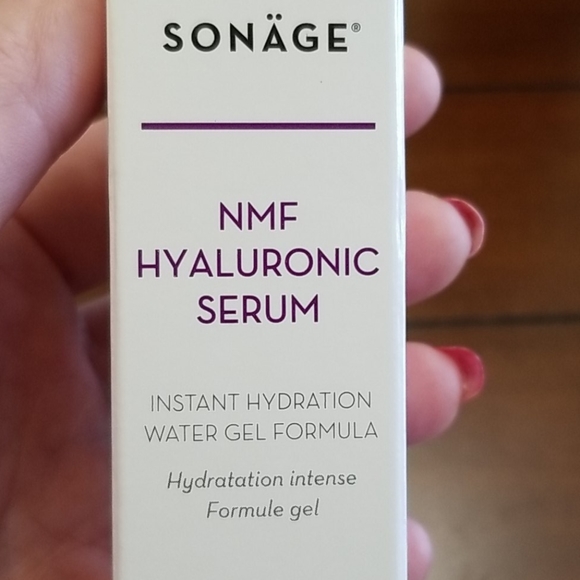 SONÄGE®
NMF
HYALURONIC
SERUM
INSTANT HYDRATION
WATER GEL FORMULA
Hydratation intense
Formule gel